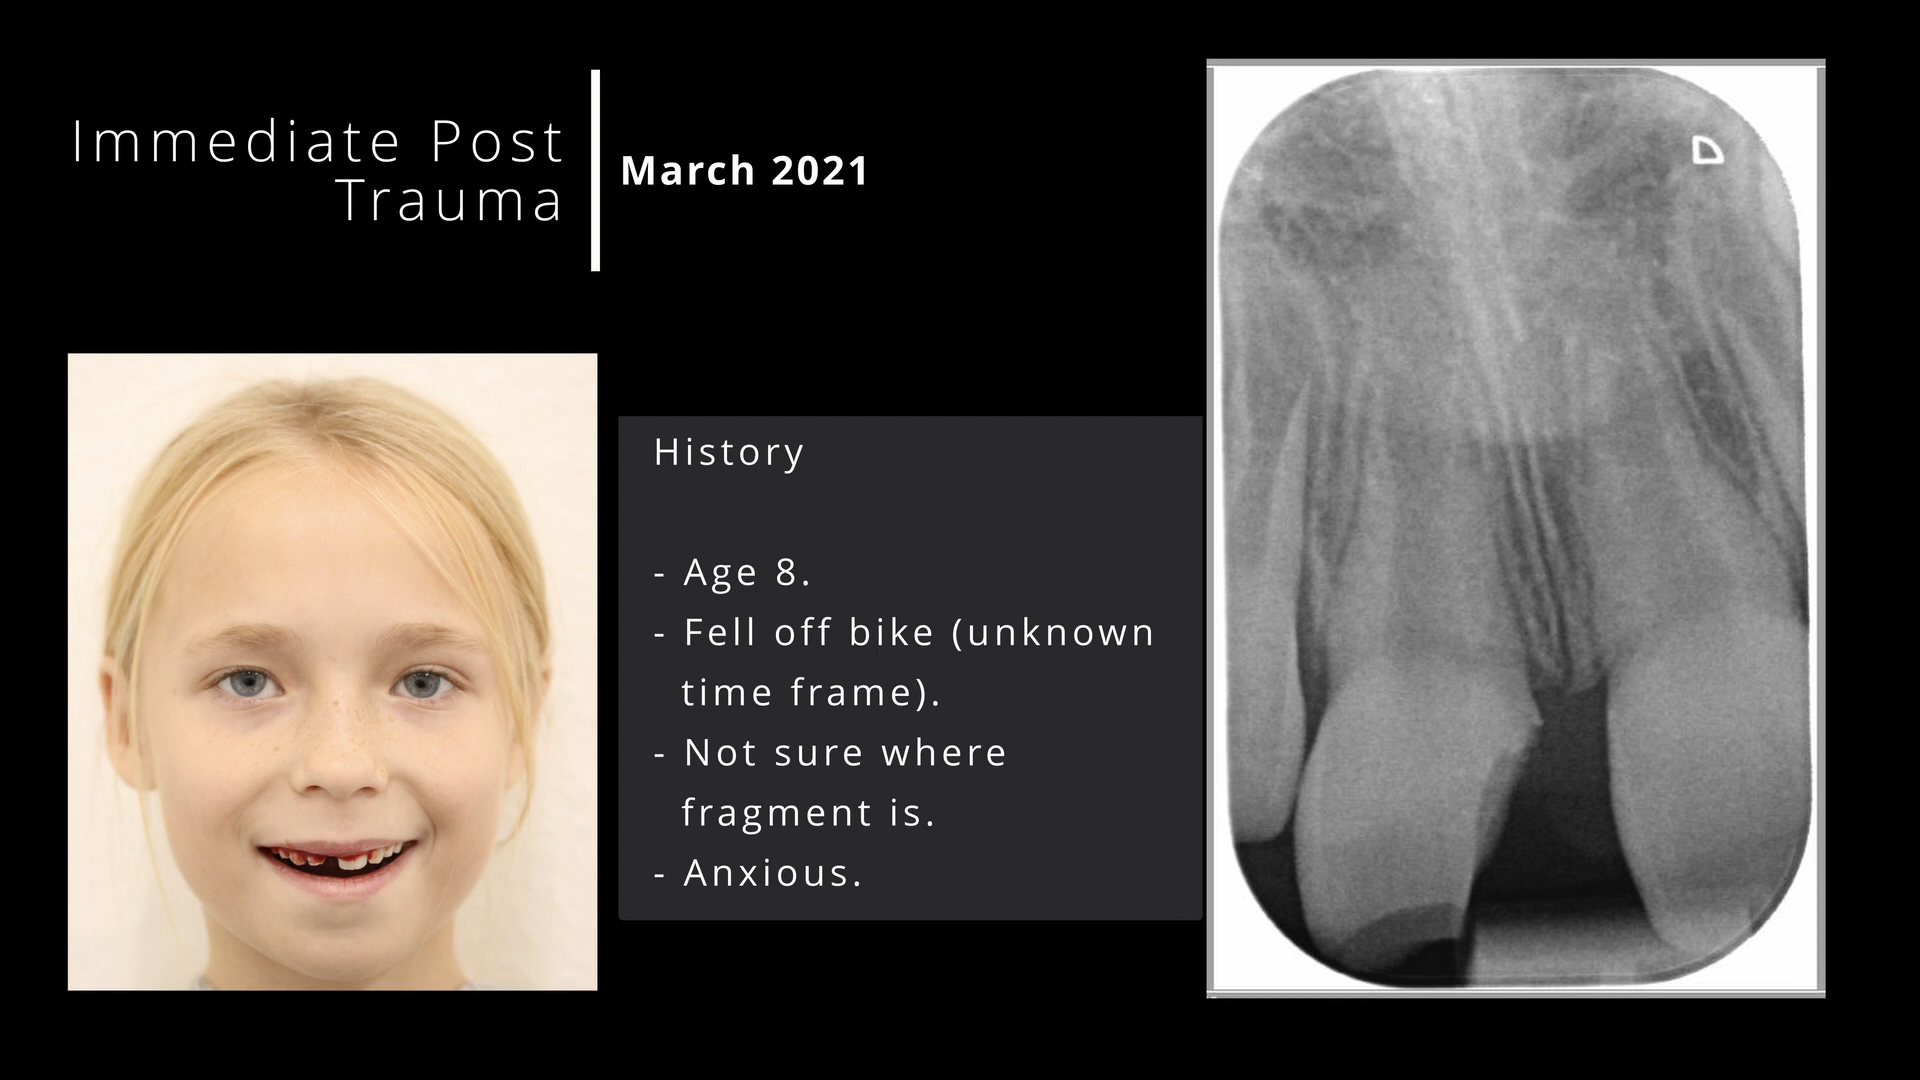 Immediate Post
Trauma
March 2021
History
- Age 8.
- Fell off bike (unknown
time frame).
- Not sure where
fragment is.
- Anxious.